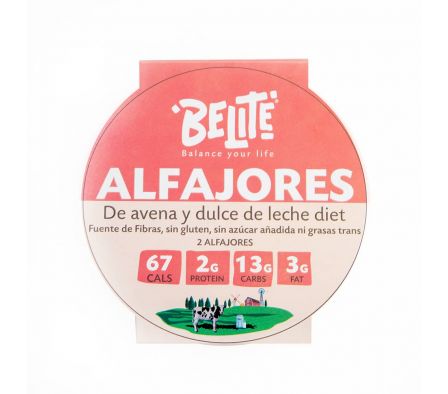 BELITÉ®
Balance your life
ALFAJORES
De avena y dulce de leche diet
Fuente de Fibras, sin gluten, sin azúcar añadida ni grasas trans
2 ALFAJORES
67 CALS
2G PROTEIN
13G CARBS
3G FAT